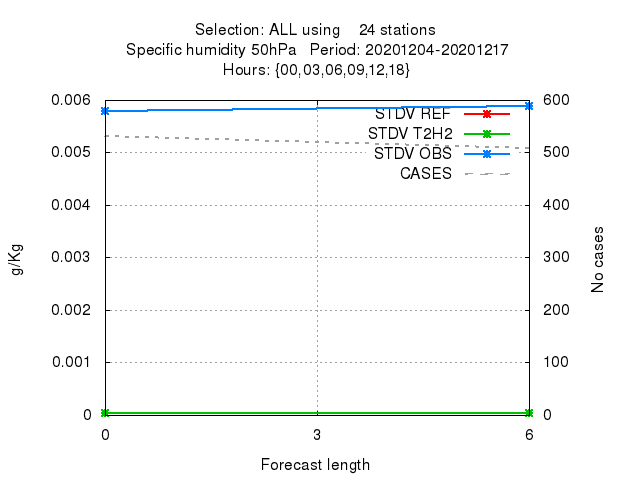 Selection: ALL using    24 stations
Specific humidity 50hPa   Period: 20201204-20201217
Hours: {00,03,06,09,12,18}
0.006
0.005
0.004
0.003
0.002
0.001
0
g/Kg
STDV REF
STDV T2H2
STDV OBS
CASES
600
500
400
300
200
100
0
No cases
0 3 6
Forecast length